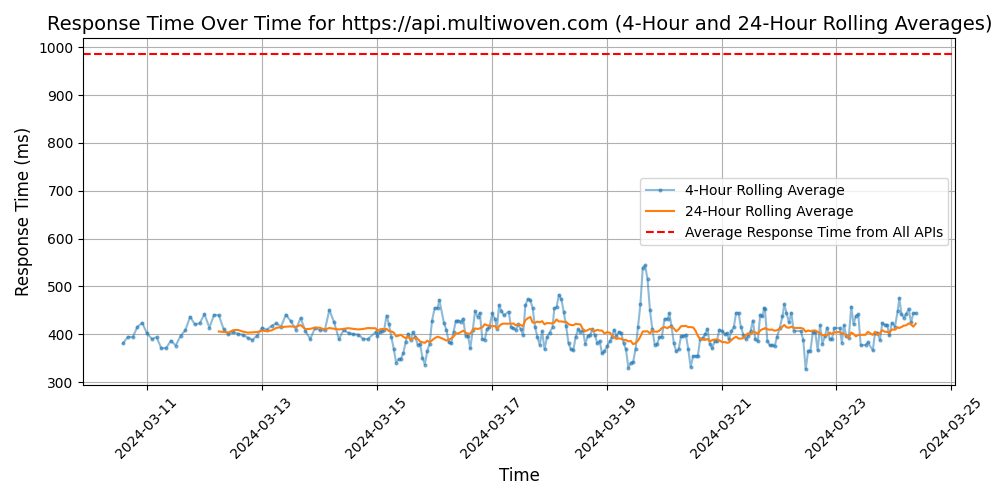 Response Time Over Time for https://api.multiwoven.com (4-Hour and 24-Hour Rolling Averages)
Response Time (ms)
1000
900
800
700
600
500
400
300
4-Hour Rolling Average
24-Hour Rolling Average
Average Response Time from All APIs
2024-03-11
2024-03-13
2024-03-15
2024-03-17
2024-03-19
2024-03-21
2024-03-23
2024-03-25
Time